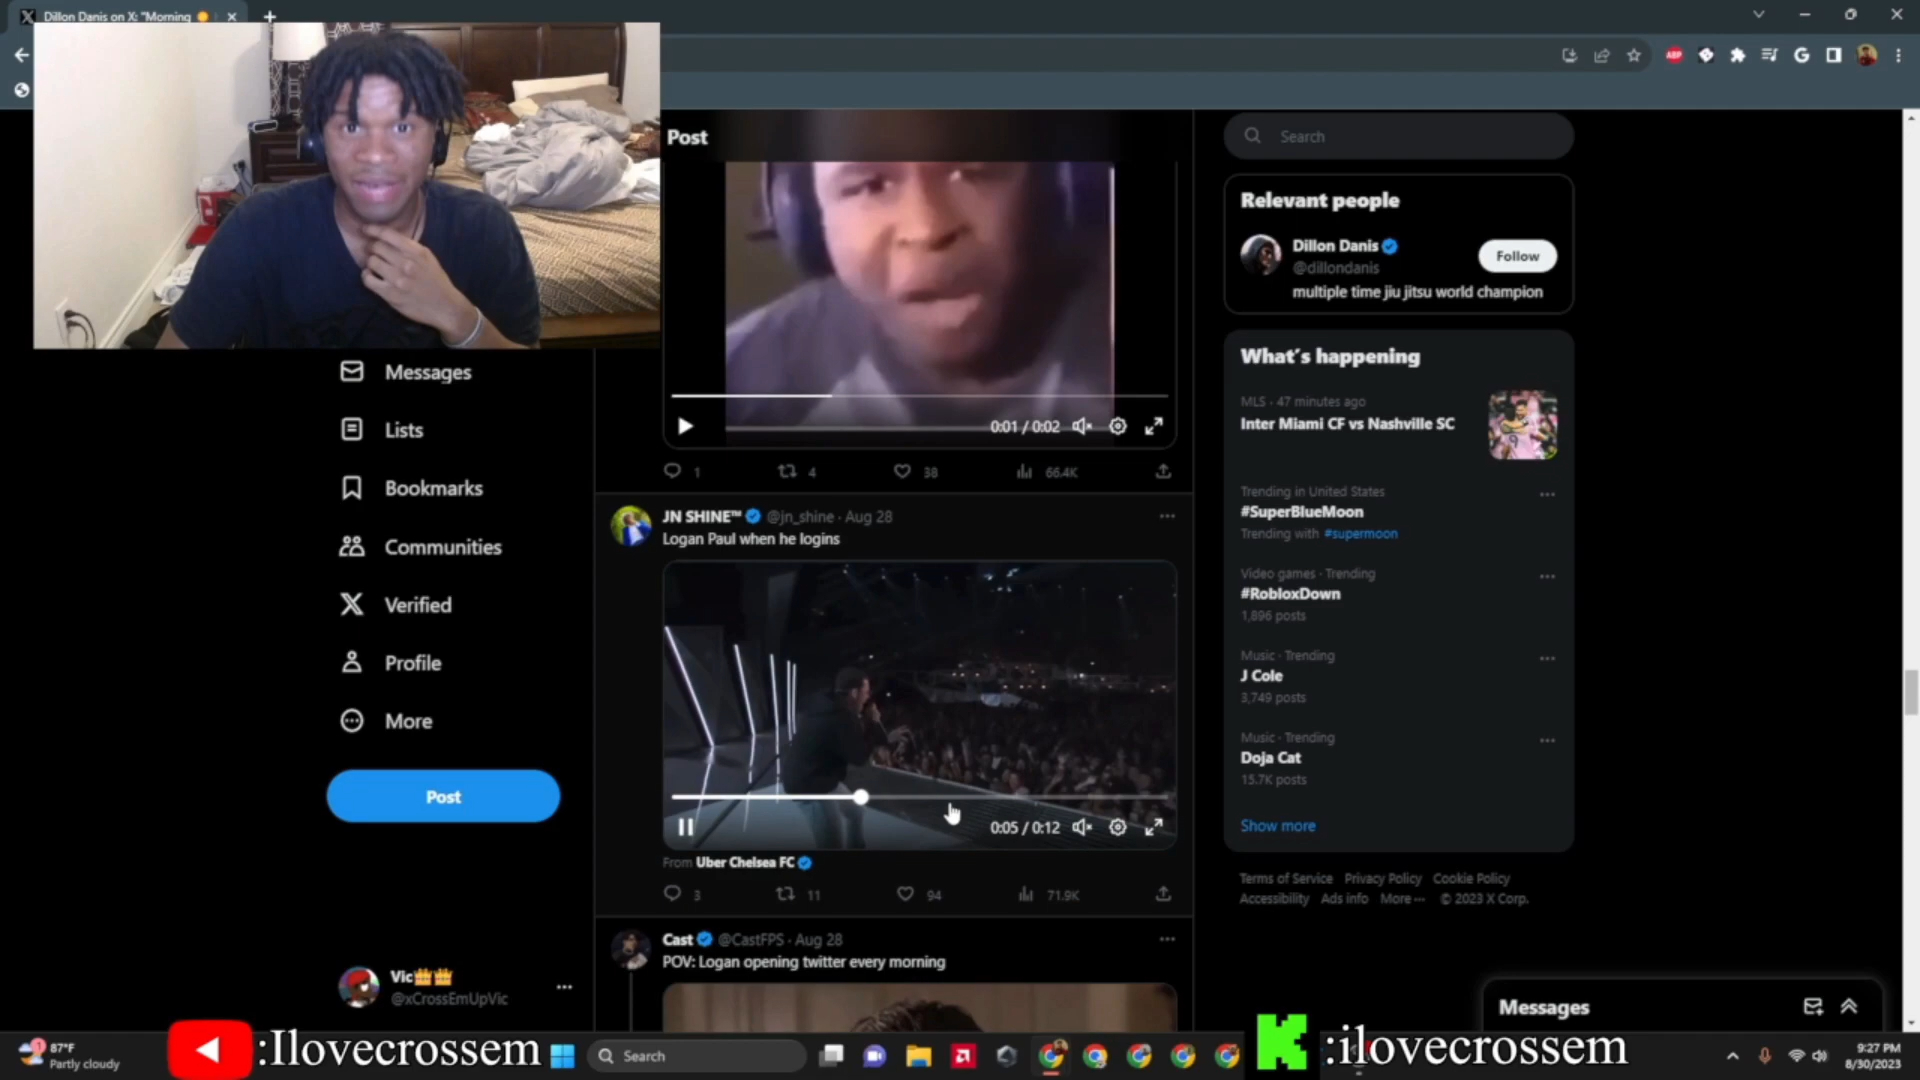 Dillon Danis on X: "Morning
Post
Messages
Lists
Bookmarks
Communities
Verified
Profile
More
Post
Vic
@xCrossEmUpVic
0:01 / 0:02
1
4
38
66.4K
JN SHINE™ @jn_shine · Aug 28
Logan Paul when he logins
0:05 / 0:12
From Uber Chelsea FC
3
11
94
71.9K
Cast @CastFPS · Aug 28
POV: Logan opening twitter every morning
Search
Relevant people
Dillon Danis
@dillondanis
Follow
multiple time jiu jitsu world champion
What's happening
MLS · 47 minutes ago
Inter Miami CF vs Nashville SC
Trending in United States
#SuperBlueMoon
Trending with #supermoon
Video games · Trending
#RobloxDown
1,896 posts
Music · Trending
J Cole
3,749 posts
Music · Trending
Doja Cat
15.7K posts
Show more
Terms of Service Privacy Policy Cookie Policy
Accessibility Ads info More ··· © 2023 X Corp.
Messages
87°F
Partly cloudy
:Ilovecrossem
Search
:ilovecrossem
9:27 PM
8/30/2023
ABP